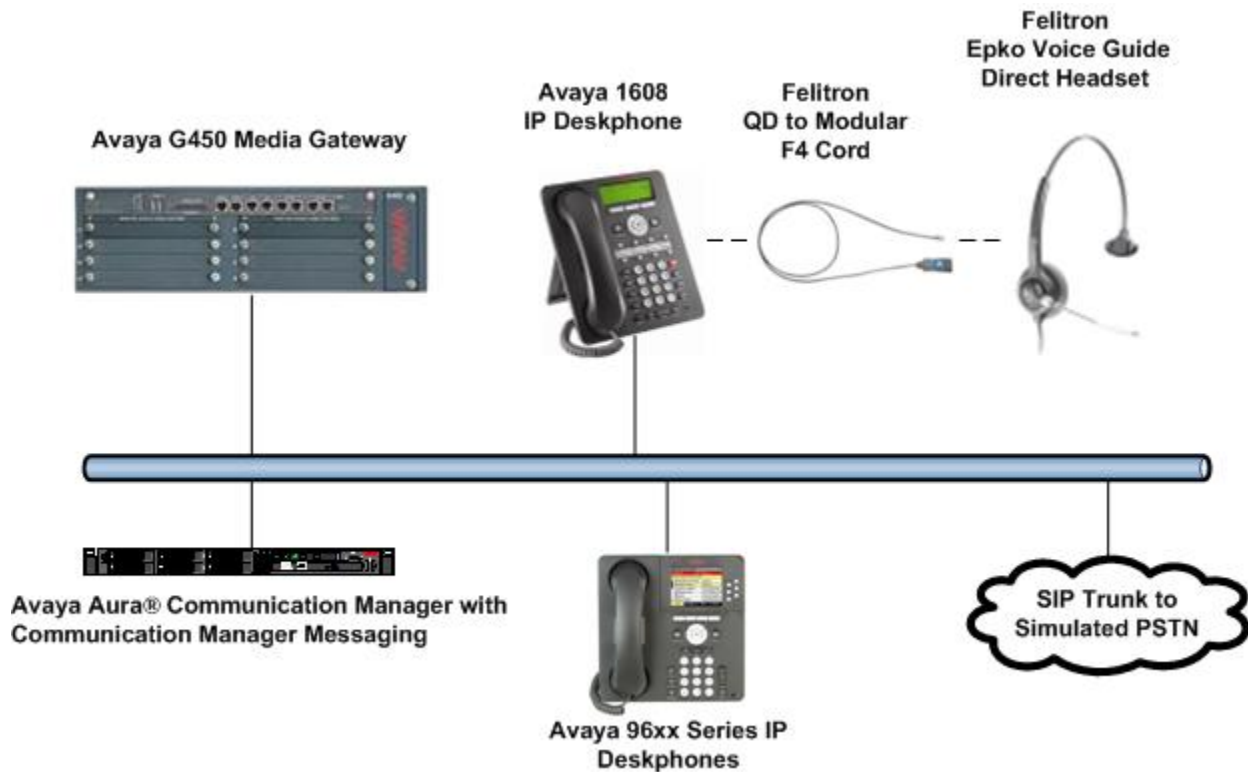 Felitron
Epko Voice Guide
Direct Headset
Avaya 1608
IP Deskphone
Felitron
QD to Modular
F4 Cord
Avaya G450 Media Gateway
AVAYA
Avaya Aura® Communication Manager with
Communication Manager Messaging
SIP Trunk to
Simulated PSTN
Avaya 96xx Series IP
Deskphones